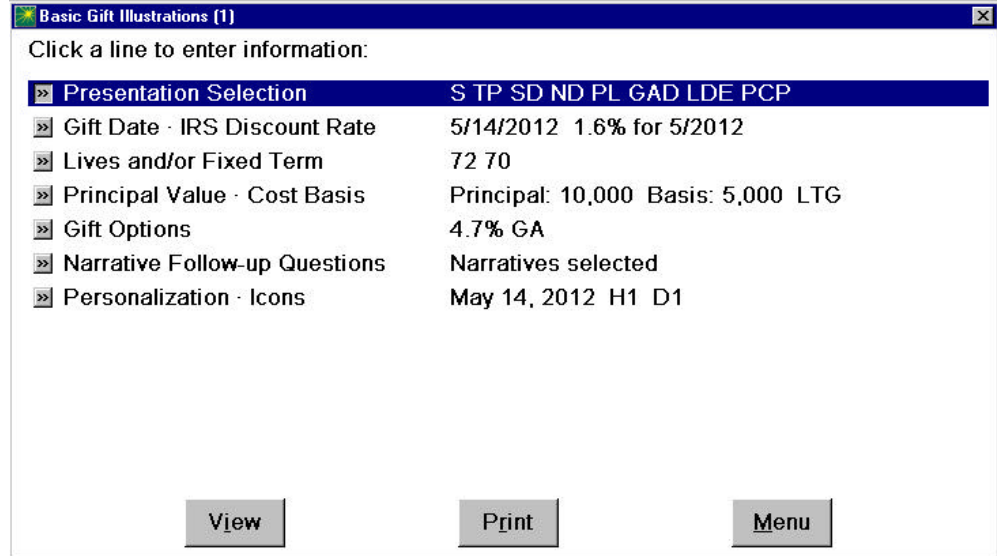 Basic Gift Illustrations (1)
Click a line to enter information:
Presentation Selection S TP SD ND PL GAD LDE PCP
Gift Date · IRS Discount Rate 5/14/2012 1.6% for 5/2012
Lives and/or Fixed Term 72 70
Principal Value · Cost Basis Principal: 10,000 Basis: 5,000 LTG
Gift Options 4.7% GA
Narrative Follow-up Questions Narratives selected
Personalization · Icons May 14, 2012 H1 D1
View Print Menu